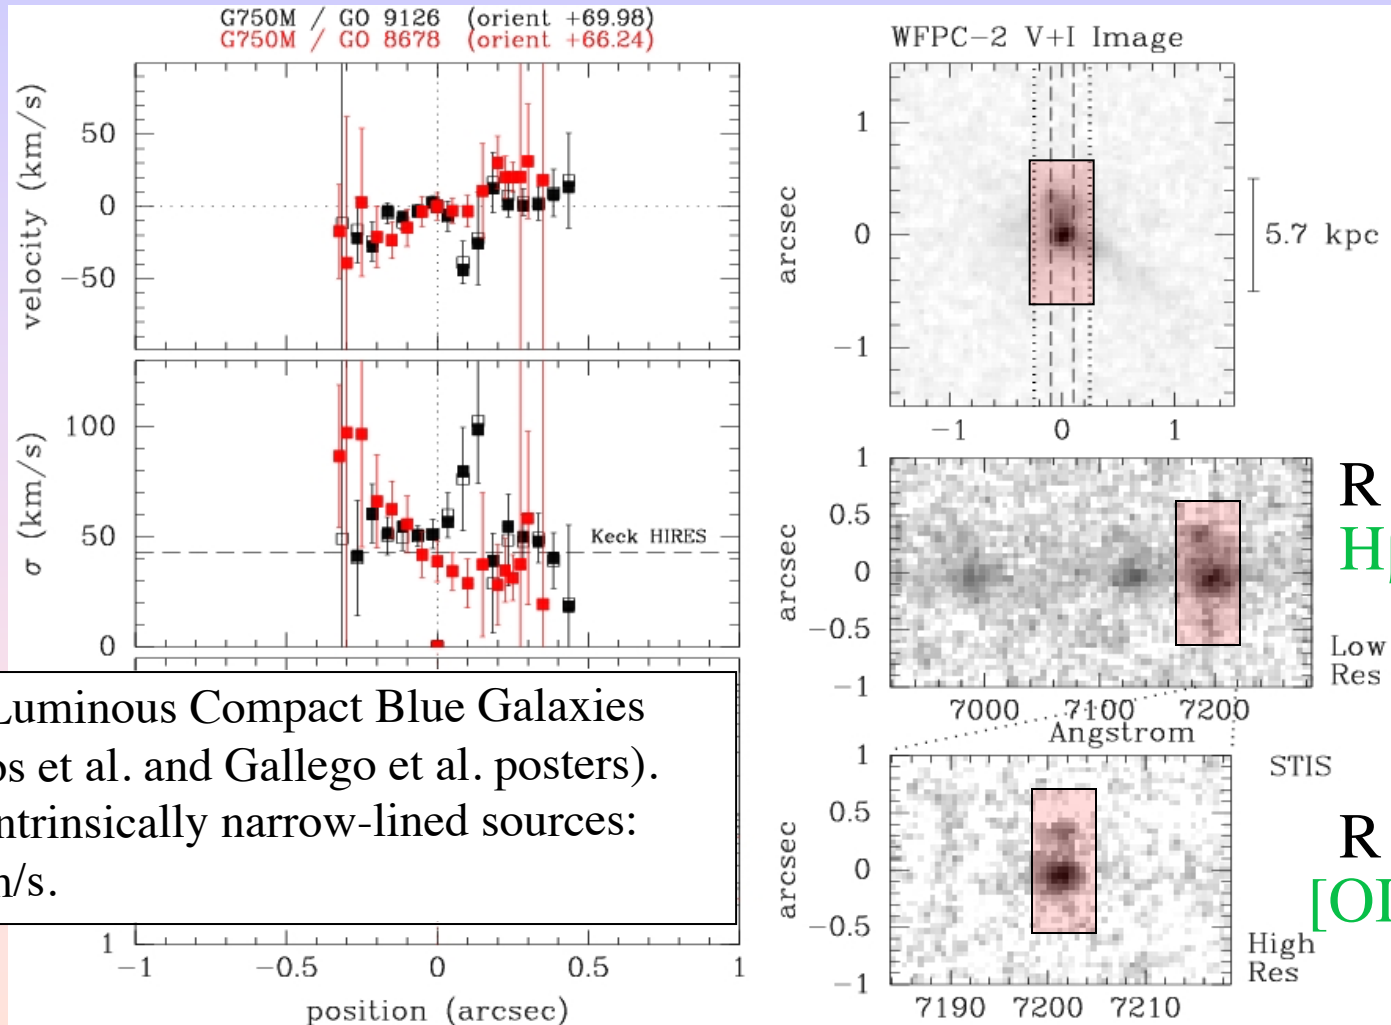 G750M / GO 9126 (orient +69.98)
G750M / GO 8678 (orient +66.24)
velocity (km/s)
50
0
−50
σ (km/s)
100
50
0
Keck HIRES
Luminous Compact Blue Galaxies
os et al. and Gallego et al. posters).
ntrinsically narrow-lined sources:
m/s.
1
−1
−0.5
0
0.5
1
position (arcsec)
WFPC-2 V+I Image
arcsec
1
0
−1
−1
0
1
5.7 kpc
arcsec
1
0.5
0
−0.5
−1
R
Low
Res
7000
7100
7200
Angstrom
STIS
arcsec
1
0.5
0
−0.5
−1
R
High
Res
7190
7200
7210